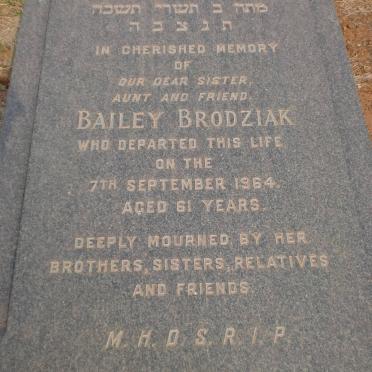 מתה ב תשרי תשכה
ת נ צ ב ה
IN CHERISHED MEMORY
OF
OUR DEAR SISTER,
AUNT AND FRIEND,
BAILEY BRODZIAK
WHO DEPARTED THIS LIFE
ON THE
7TH SEPTEMBER 1964.
AGED 61 YEARS.
DEEPLY MOURNED BY HER
BROTHERS, SISTERS, RELATIVES
AND FRIENDS
M.H.D.S.R.I.P